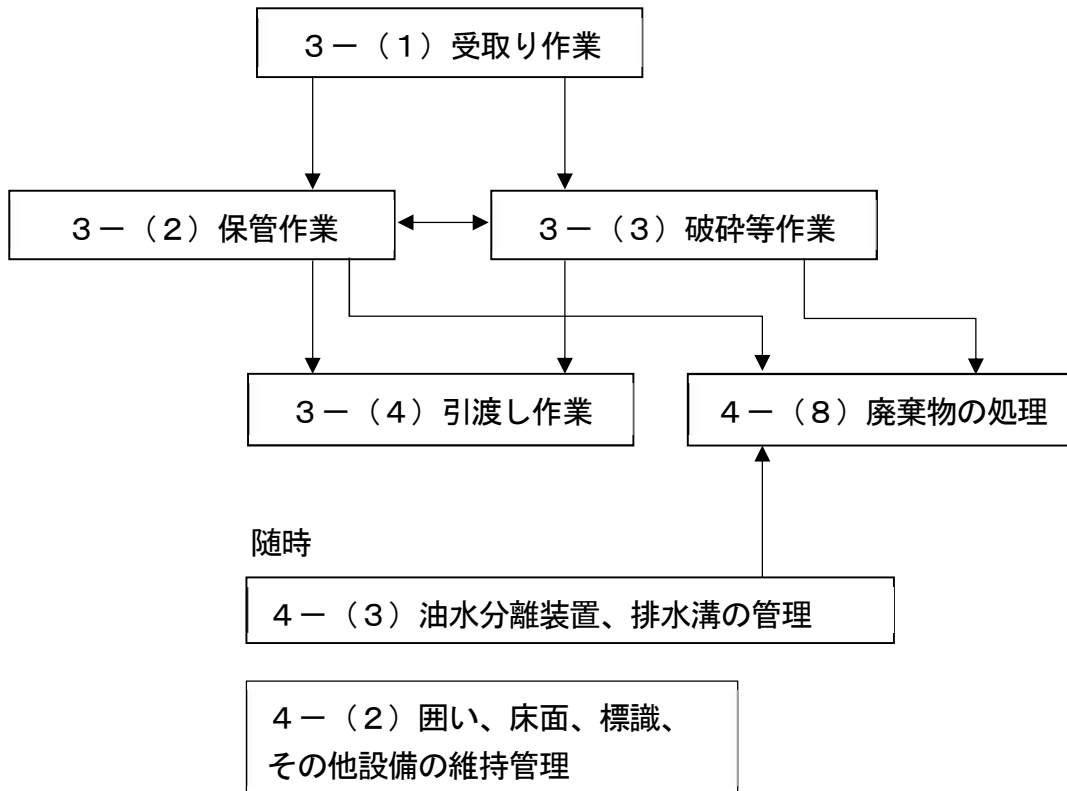 ３－（１）受取り作業
３－（２）保管作業
３－（３）破砕等作業
３－（４）引渡し作業
４－（８）廃棄物の処理
随時
４－（３）油水分離装置、排水溝の管理
４－（２）囲い、床面、標識、
その他設備の維持管理